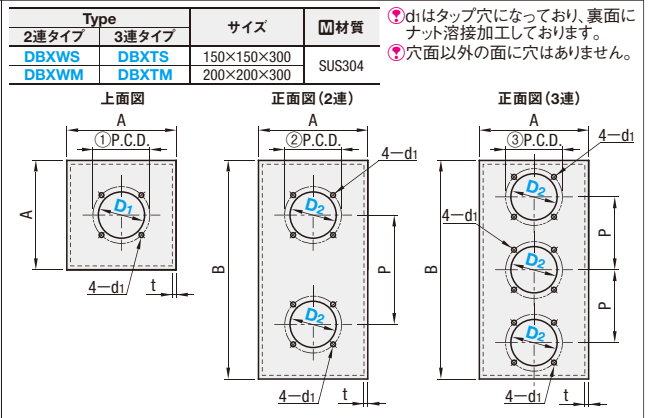 Type
2連タイプ 3連タイプ サイズ M材質
DBXWS DBXTS 150×150×300 SUS304
DBXWM DBXTM 200×200×300
❢d1はタップ穴になっており、裏面に
ナット溶接加工しております。
❢穴面以外の面に穴はありません。
上面図 正面図(2連) 正面図(3連)
A A A
①P.C.D. ②P.C.D. ③P.C.D.
4−d1 4−d1
D1 D2 D2
A B P 4−d1 B D2 P P
4−d1 t D2 D2
4−d1 t 4−d1 t